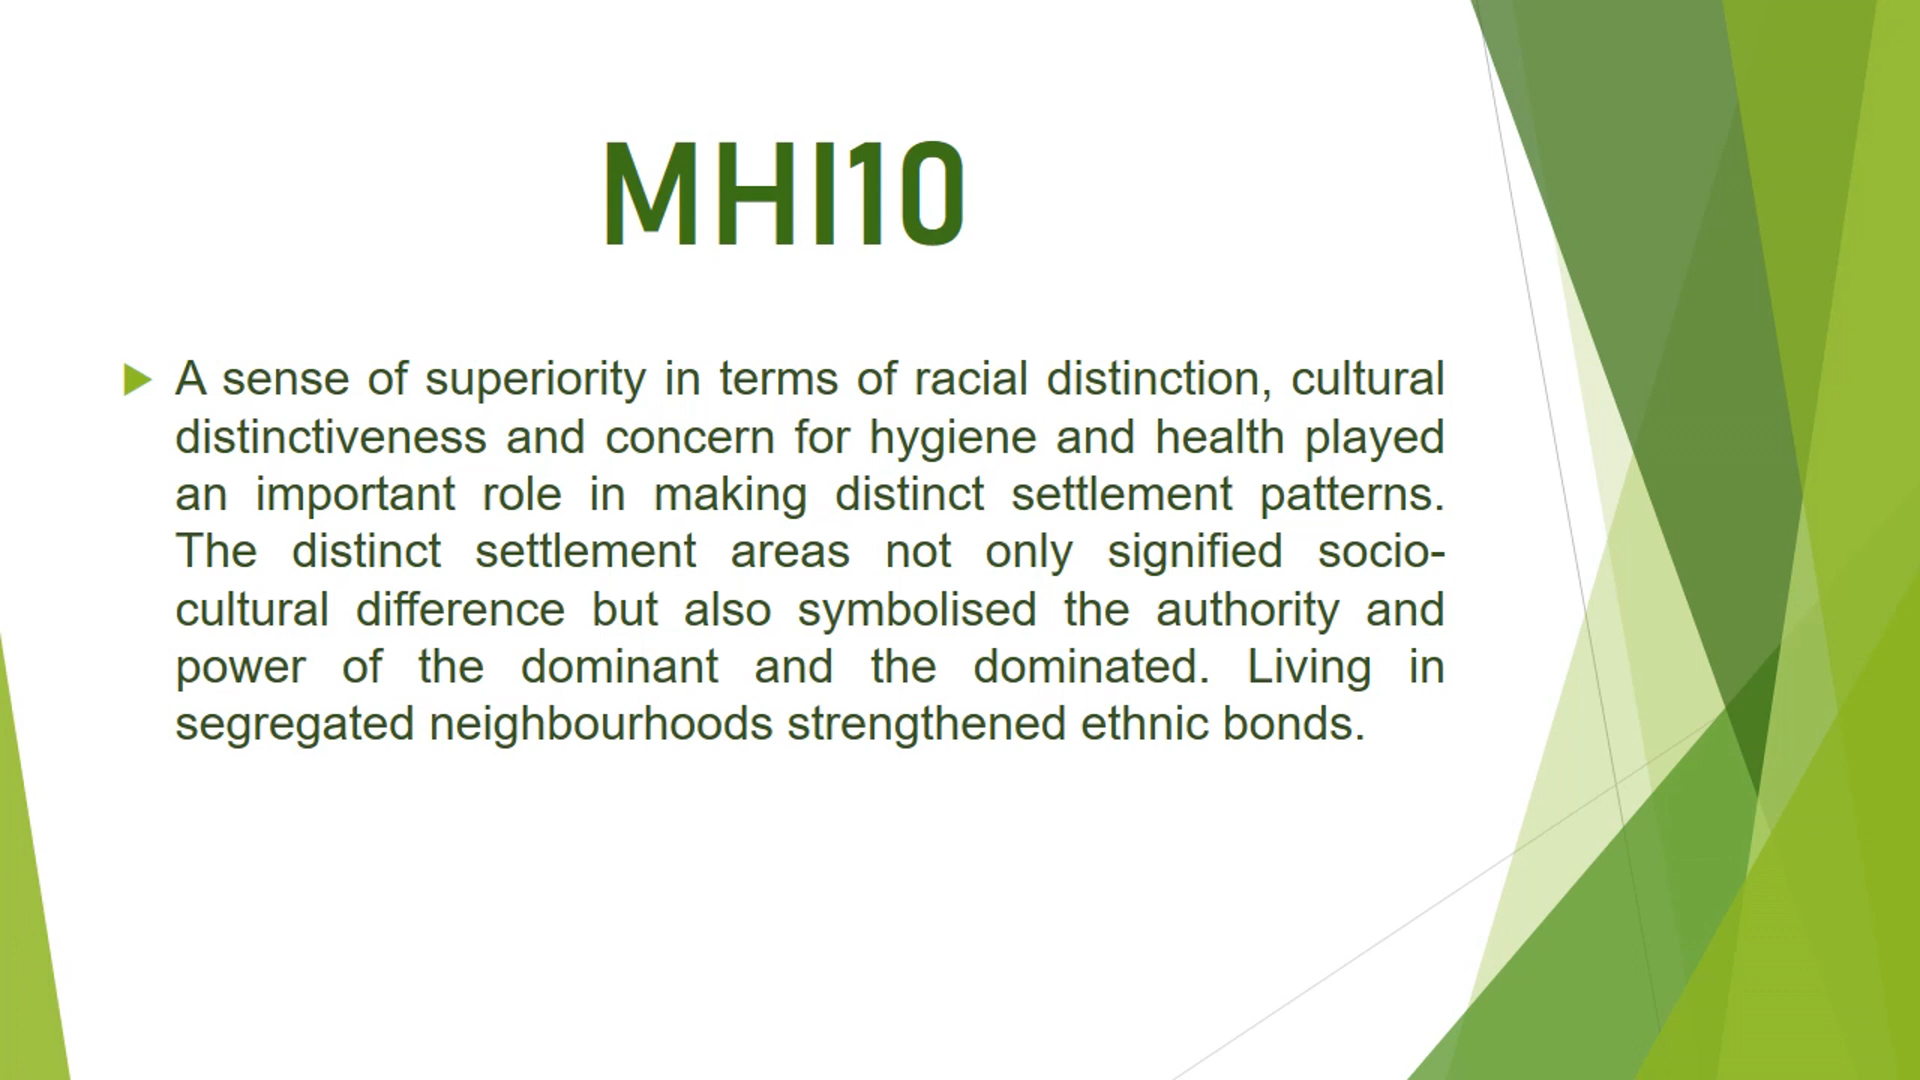 MHI10
A sense of superiority in terms of racial distinction, cultural
distinctiveness and concern for hygiene and health played
an important role in making distinct settlement patterns.
The distinct settlement areas not only signified socio-
cultural difference but also symbolised the authority and
power of the dominant and the dominated. Living in
segregated neighbourhoods strengthened ethnic bonds.